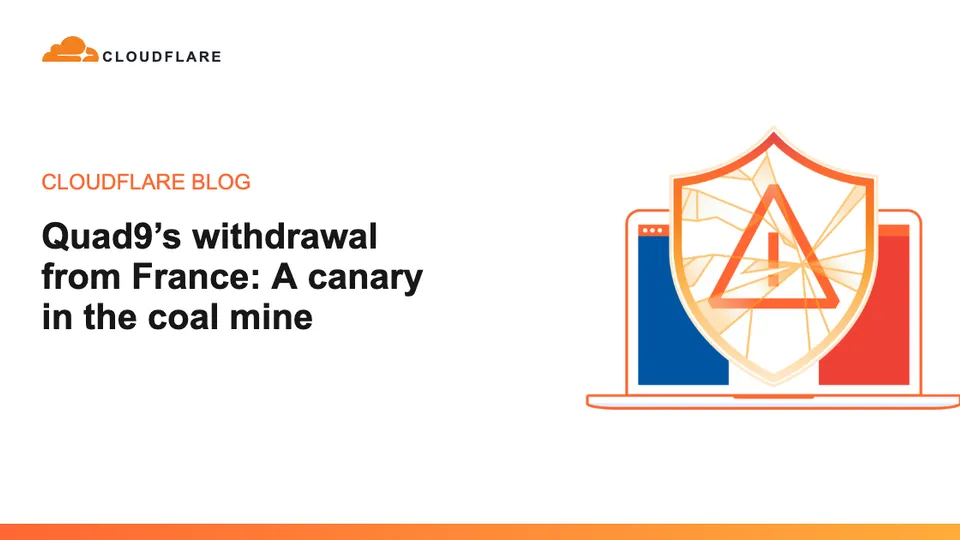 CLOUDFLARE
CLOUDFLARE BLOG
Quad9’s withdrawal
from France: A canary
in the coal mine